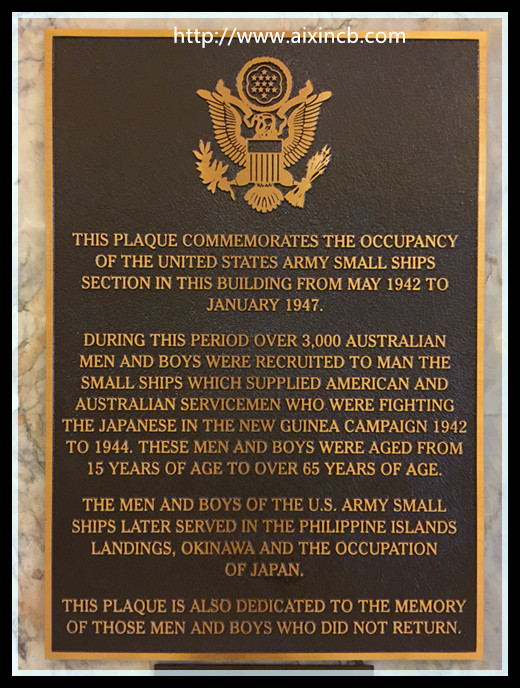 http://www.aixincb.com
THIS PLAQUE COMMEMORATES THE OCCUPANCY
OF THE UNITED STATES ARMY SMALL SHIPS
SECTION IN THIS BUILDING FROM MAY 1942 TO
JANUARY 1947.
DURING THIS PERIOD OVER 3,000 AUSTRALIAN
MEN AND BOYS WERE RECRUITED TO MAN THE
SMALL SHIPS WHICH SUPPLIED AMERICAN AND
AUSTRALIAN SERVICEMEN WHO WERE FIGHTING
THE JAPANESE IN THE NEW GUINEA CAMPAIGN 1942
TO 1944. THESE MEN AND BOYS WERE AGED FROM
15 YEARS OF AGE TO OVER 65 YEARS OF AGE.
THE MEN AND BOYS OF THE U.S. ARMY SMALL
SHIPS LATER SERVED IN THE PHILIPPINE ISLANDS
LANDINGS, OKINAWA AND THE OCCUPATION
OF JAPAN.
THIS PLAQUE IS ALSO DEDICATED TO THE MEMORY
OF THOSE MEN AND BOYS WHO DID NOT RETURN.